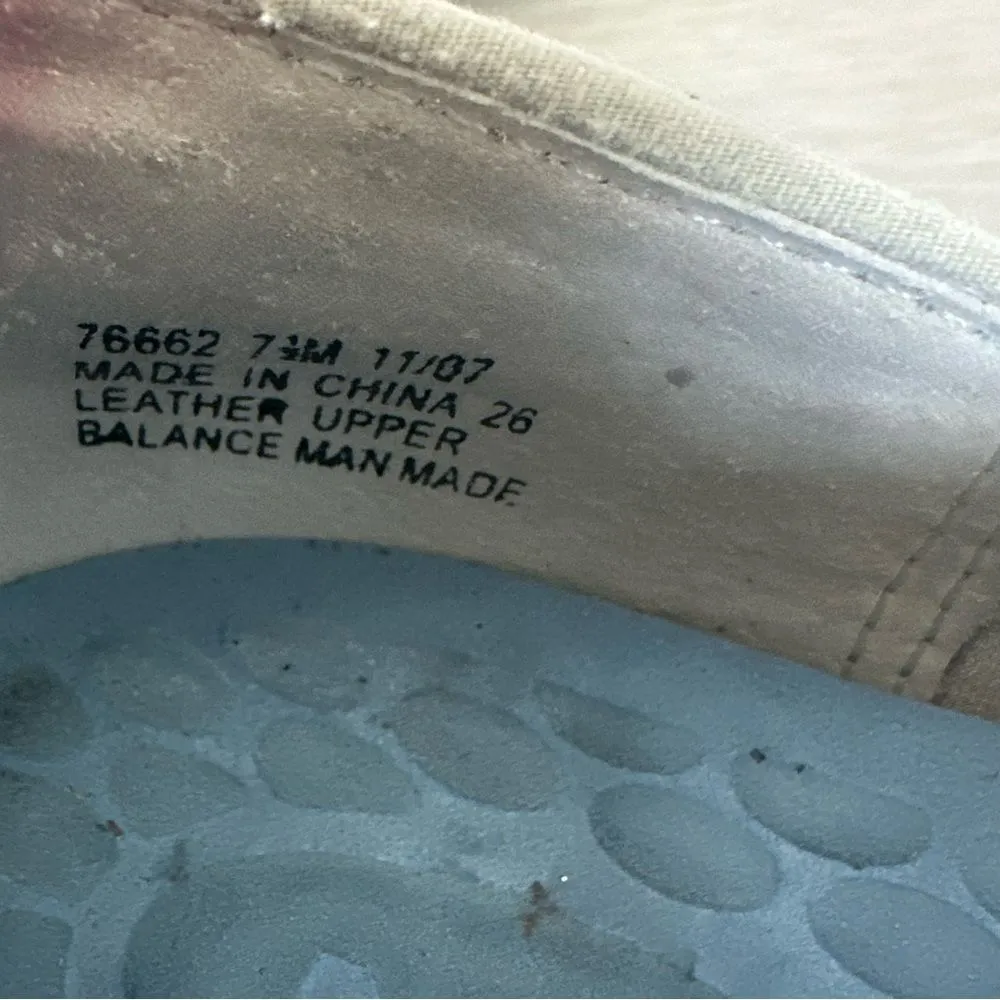 76662 7½M 11/07
MADE IN CHINA 26
LEATHER UPPER
BALANCE MAN MADE